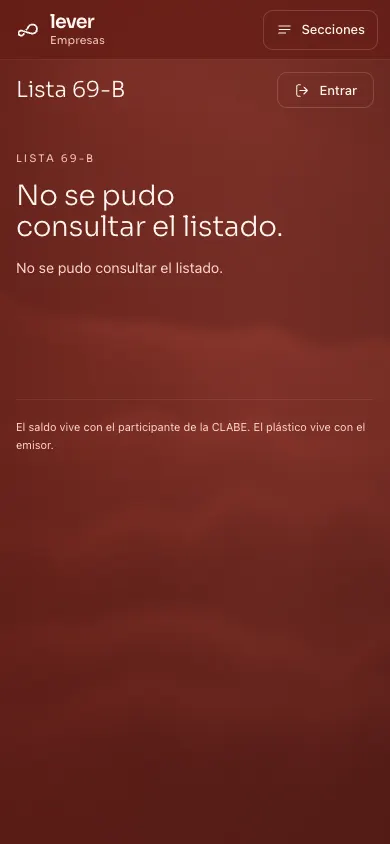 lever
Empresas
Secciones
Lista 69-B
Entrar
LISTA 69-B
No se pudo
consultar el listado.
No se pudo consultar el listado.
El saldo vive con el participante de la CLABE. El plástico vive con el
emisor.